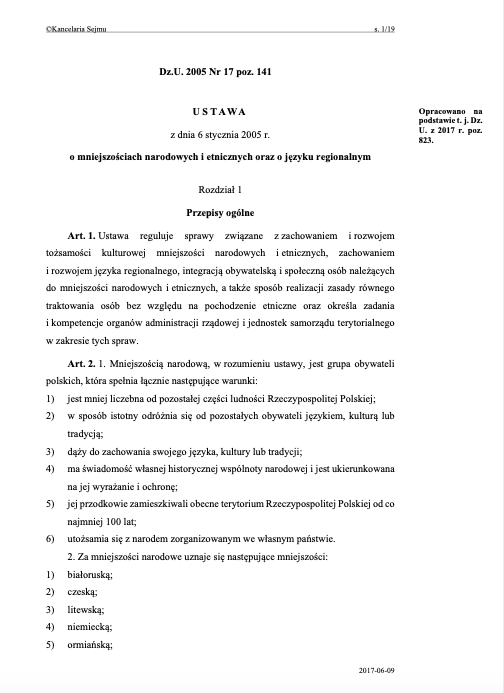 ©Kancelaria Sejmu
s. 1/19
Dz.U. 2005 Nr 17 poz. 141
U S T A W A
z dnia 6 stycznia 2005 r.
o mniejszościach narodowych i etnicznych oraz o języku regionalnym
Opracowano na
podstawie t. j. Dz.
U. z 2017 r. poz.
823.
Rozdział 1
Przepisy ogólne
Art. 1. Ustawa reguluje sprawy związane z zachowaniem i rozwojem
tożsamości kulturowej mniejszości narodowych i etnicznych, zachowaniem
i rozwojem języka regionalnego, integracją obywatelską i społeczną osób należących
do mniejszości narodowych i etnicznych, a także sposób realizacji zasady równego
traktowania osób bez względu na pochodzenie etniczne oraz określa zadania
i kompetencje organów administracji rządowej i jednostek samorządu terytorialnego
w zakresie tych spraw.
Art. 2. 1. Mniejszością narodową, w rozumieniu ustawy, jest grupa obywateli
polskich, która spełnia łącznie następujące warunki:
1) jest mniej liczebna od pozostałej części ludności Rzeczypospolitej Polskiej;
2) w sposób istotny odróżnia się od pozostałych obywateli językiem, kulturą lub
tradycją;
3) dąży do zachowania swojego języka, kultury lub tradycji;
4) ma świadomość własnej historycznej wspólnoty narodowej i jest ukierunkowana
na jej wyrażanie i ochronę;
5) jej przodkowie zamieszkiwali obecne terytorium Rzeczypospolitej Polskiej od co
najmniej 100 lat;
6) utożsamia się z narodem zorganizowanym we własnym państwie.
2. Za mniejszości narodowe uznaje się następujące mniejszości:
1) białoruską;
2) czeską;
3) litewską;
4) niemiecką;
5) ormiańską;
2017-06-09